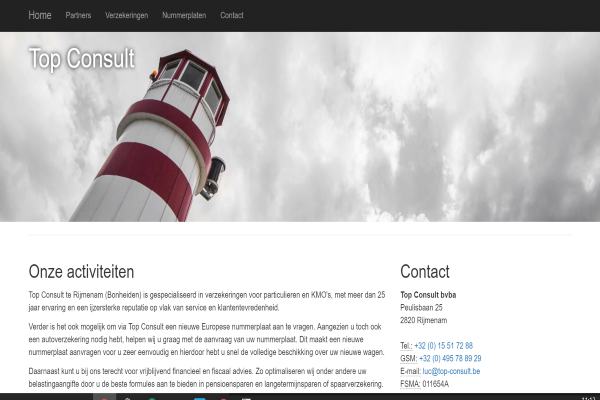 Home Partners Verzekeringen Nummerplaten Contact
Top Consult
Onze activiteiten
Top Consult te Rijmenam (Bonheiden) is gespecialiseerd in verzekeringen voor particulieren en KMO's, met meer dan 25
jaar ervaring en een ijzersterke reputatie op vlak van service en klantentevredenheid.
Verder is het ook mogelijk om via Top Consult een nieuwe Europese nummerplaat aan te vragen. Aangezien u toch ook
een autoverzekering nodig hebt, helpen wij u graag met de aanvraag van uw nummerplaat. Dit maakt een nieuwe
nummerplaat aanvragen voor u zeer eenvoudig en hierdoor hebt u snel de volledige beschikking over uw nieuwe wagen.
Daarnaast kunt u bij ons terecht voor vrijblijvend financieel en fiscaal advies. Zo optimaliseren wij onder andere uw
belastingaangifte door u de beste formules aan te bieden in pensioensparen en langetermijnsparen of spaarverzekering.
Contact
Top Consult bvba
Peulisbaan 25
2820 Rijmenam
Tel.: +32 (0) 15 51 72 88
GSM: +32 (0) 495 78 89 29
E-mail: luc@top-consult.be
FSMA: 011654A